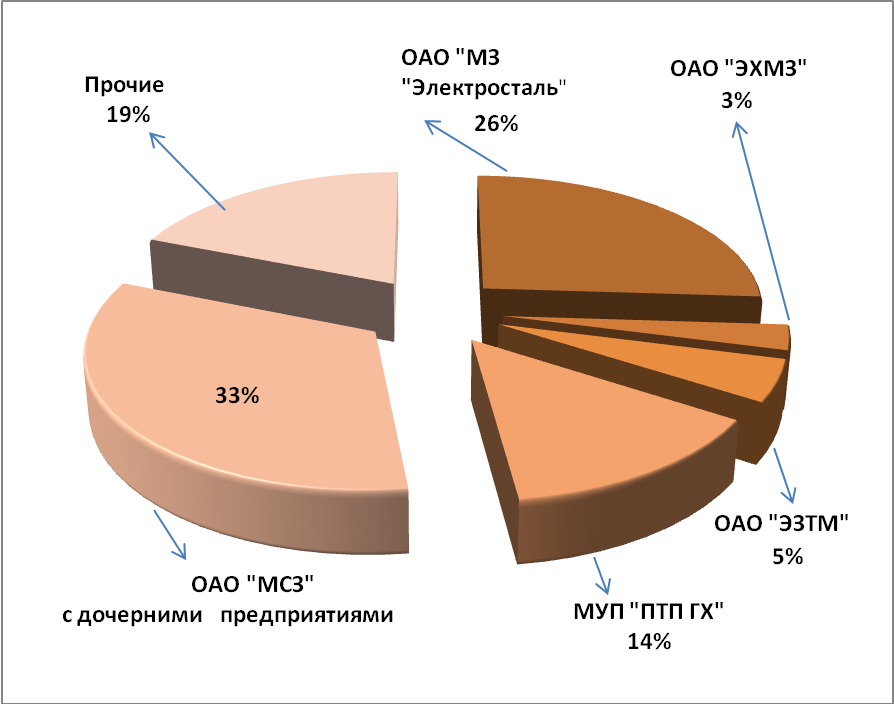 ОАО "МЗ
"Электросталь"
26%
ОАО "ЭХМЗ"
3%
Прочие
19%
33%
ОАО "ЭЗТМ"
5%
ОАО "МСЗ"
с дочерними предприятиями
МУП "ПТП ГХ"
14%